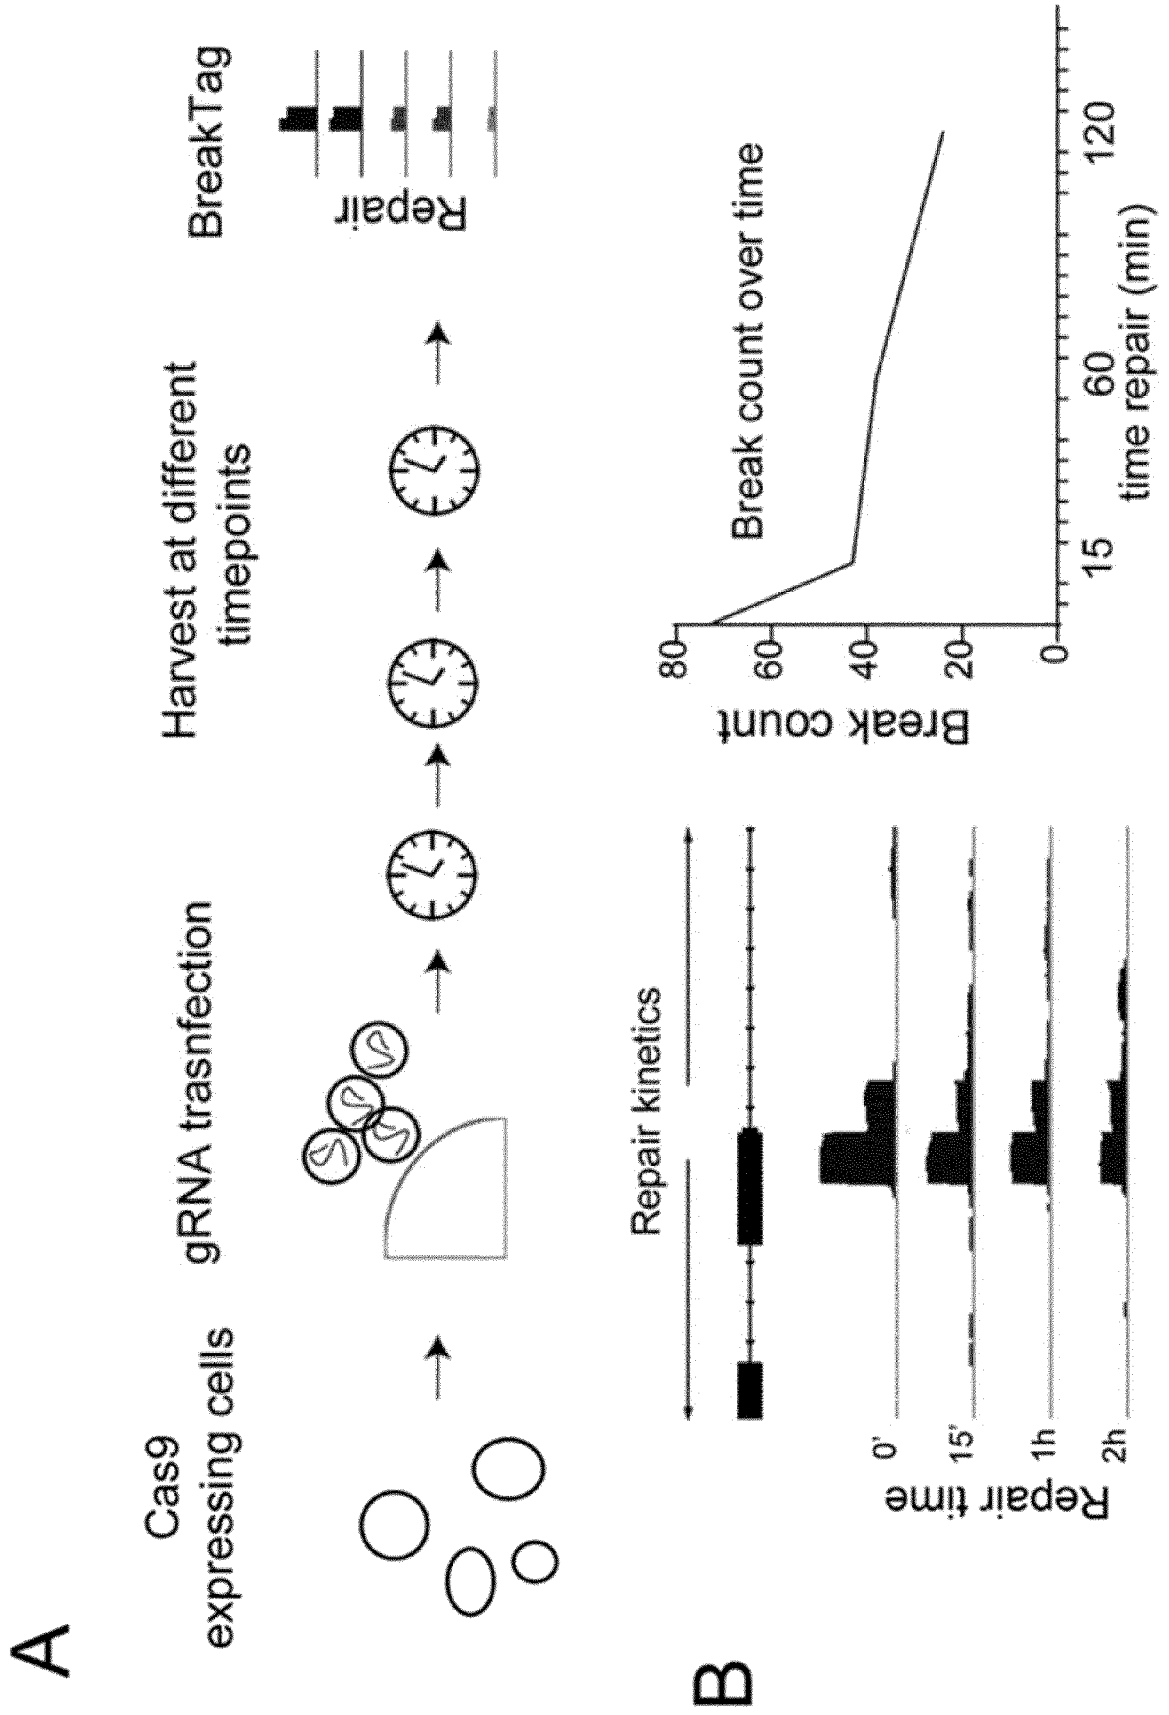 A
Cas9
expressing cells
gRNA trasnfection
Harvest at different
timepoints
BreakTag
Repair
B
Repair kinetics
Repair time
0'
15'
1h
2h
Break count over time
Break count
80
60
40
20
0
15
60
120
time repair (min)